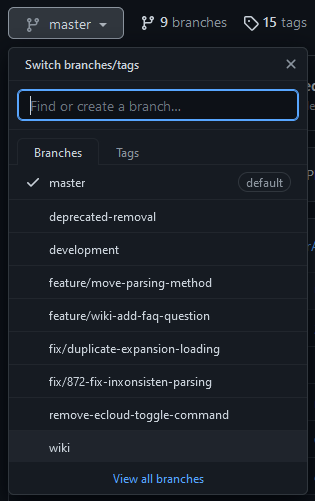 master 9 branches 15 tags
Switch branches/tags
Find or create a branch...
Branches Tags
master default
deprecated-removal
development
feature/move-parsing-method
feature/wiki-add-faq-question
fix/duplicate-expansion-loading
fix/872-fix-inxonsisten-parsing
remove-ecloud-toggle-command
wiki
View all branches